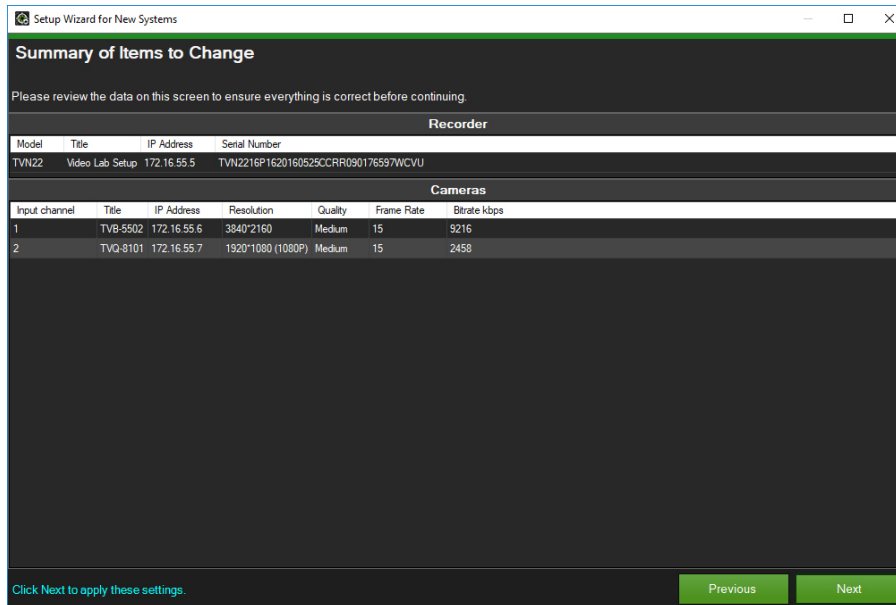 Setup Wizard for New Systems
Summary of Items to Change
Please review the data on this screen to ensure everything is correct before continuing.
Recorder
Model Title IP Address Serial Number
TVN22 Video Lab Setup 172.16.55.5 TVN2216P1620160525CCRR090176597WCVU
Cameras
Input channel Title IP Address Resolution Quality Frame Rate Bitrate kbps
1 TVB-5502 172.16.55.6 3840*2160 Medium 15 9216
2 TVQ-8101 172.16.55.7 1920*1080 (1080P) Medium 15 2458
Click Next to apply these settings.
Previous Next